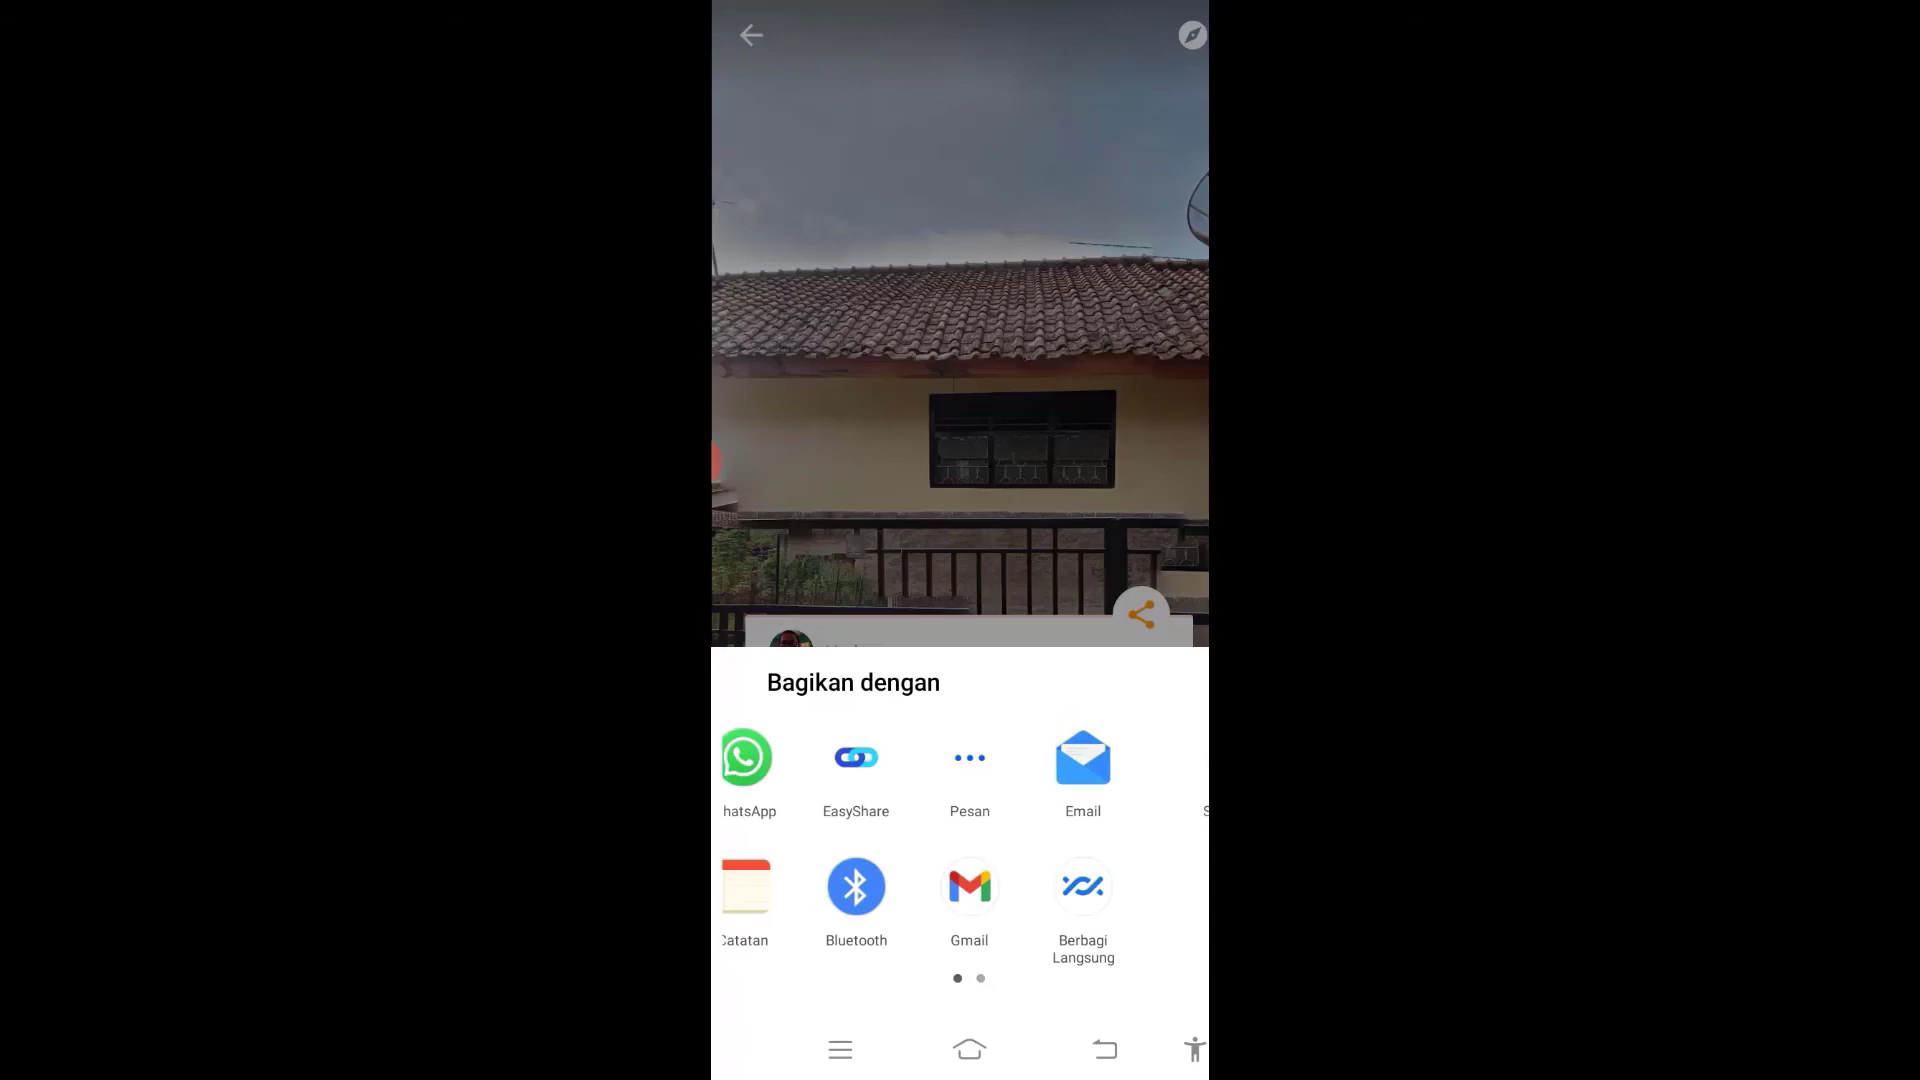 Bagikan dengan
hatsApp EasyShare Pesan Email S
Catatan Bluetooth Gmail Berbagi
Langsung